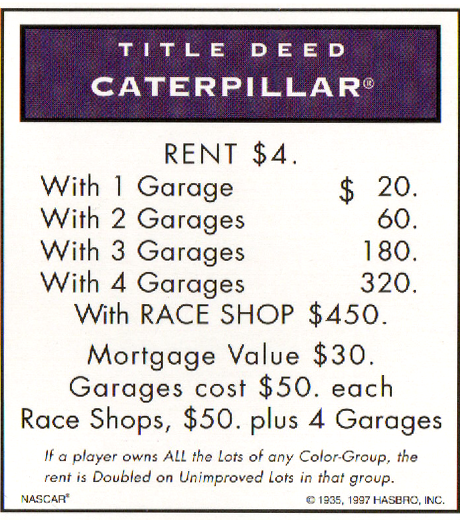 TITLE DEED
CATERPILLAR®
RENT $4.
With 1 Garage $ 20.
With 2 Garages 60.
With 3 Garages 180.
With 4 Garages 320.
With RACE SHOP $450.
Mortgage Value $30.
Garages cost $50. each
Race Shops, $50. plus 4 Garages
If a player owns ALL the Lots of any Color-Group, the
rent is Doubled on Unimproved Lots in that group.
NASCAR® © 1935, 1997 HASBRO, INC.